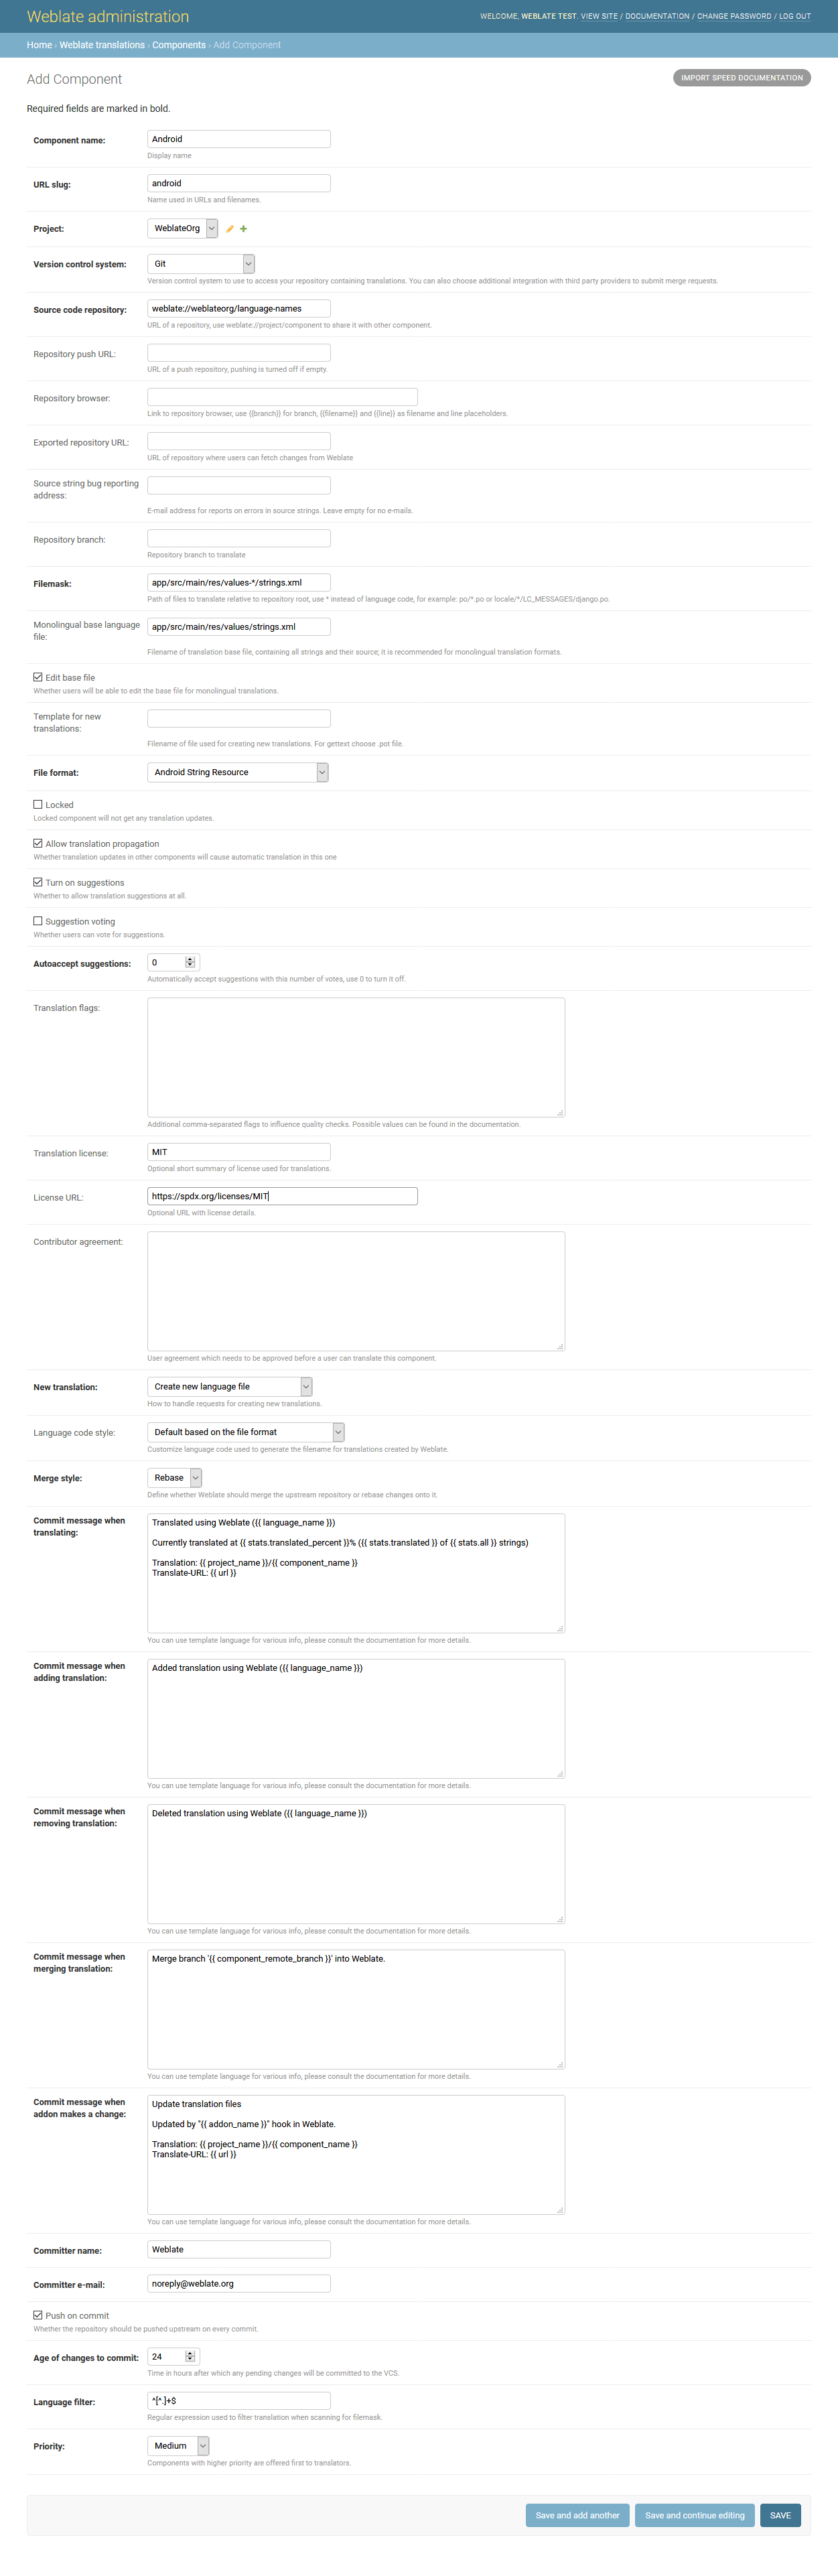 Weblate administration
WELCOME, WEBLATE TEST. VIEW SITE / DOCUMENTATION / CHANGE PASSWORD / LOG OUT
Home › Weblate translations › Components › Add Component
Add Component
IMPORT SPEED DOCUMENTATION
Required fields are marked in bold.
Component name: Android
Display name
URL slug: android
Name used in URLs and filenames.
Project: WeblateOrg
Version control system: Git
Version control system to use to access your repository containing translations. You can also choose additional integration with third party providers to submit merge requests.
Source code repository: weblate://weblateorg/language-names
URL of a repository, use weblate://project/component to share it with other component.
Repository push URL:
URL of a push repository, pushing is turned off if empty.
Repository browser:
Link to repository browser, use {{branch}} for branch, {{filename}} and {{line}} as filename and line placeholders.
Exported repository URL:
URL of repository where users can fetch changes from Weblate
Source string bug reporting
address:
E-mail address for reports on errors in source strings. Leave empty for no e-mails.
Repository branch:
Repository branch to translate
Filemask: app/src/main/res/values-*/strings.xml
Path of files to translate relative to repository root, use * instead of language code, for example: po/*.po or locale/*/LC_MESSAGES/django.po.
Monolingual base language
file:
app/src/main/res/values/strings.xml
Filename of translation base file, containing all strings and their source; it is recommended for monolingual translation formats.
Edit base file
Whether users will be able to edit the base file for monolingual translations.
Template for new
translations:
Filename of file used for creating new translations. For gettext choose .pot file.
File format: Android String Resource
Locked
Locked component will not get any translation updates.
Allow translation propagation
Whether translation updates in other components will cause automatic translation in this one
Turn on suggestions
Whether to allow translation suggestions at all.
Suggestion voting
Whether users can vote for suggestions.
Autoaccept suggestions: 0
Automatically accept suggestions with this number of votes, use 0 to turn it off.
Translation flags:
Additional comma-separated flags to influence quality checks. Possible values can be found in the documentation.
Translation license: MIT
Optional short summary of license used for translations.
License URL: https://spdx.org/licenses/MIT
Optional URL with license details.
Contributor agreement:
User agreement which needs to be approved before a user can translate this component.
New translation: Create new language file
How to handle requests for creating new translations.
Language code style: Default based on the file format
Customize language code used to generate the filename for translations created by Weblate.
Merge style: Rebase
Define whether Weblate should merge the upstream repository or rebase changes onto it.
Commit message when
translating:
Translated using Weblate ({{ language_name }})
Currently translated at {{ stats.translated_percent }}% ({{ stats.translated }} of {{ stats.all }} strings)
Translation: {{ project_name }}/{{ component_name }}
Translate-URL: {{ url }}
You can use template language for various info, please consult the documentation for more details.
Commit message when
adding translation:
Added translation using Weblate ({{ language_name }})
You can use template language for various info, please consult the documentation for more details.
Commit message when
removing translation:
Deleted translation using Weblate ({{ language_name }})
You can use template language for various info, please consult the documentation for more details.
Commit message when
merging translation:
Merge branch '{{ component_remote_branch }}' into Weblate.
You can use template language for various info, please consult the documentation for more details.
Commit message when
addon makes a change:
Update translation files
Updated by "{{ addon_name }}" hook in Weblate.
Translation: {{ project_name }}/{{ component_name }}
Translate-URL: {{ url }}
You can use template language for various info, please consult the documentation for more details.
Committer name: Weblate
Committer e-mail: noreply@weblate.org
Push on commit
Whether the repository should be pushed upstream on every commit.
Age of changes to commit: 24
Time in hours after which any pending changes will be committed to the VCS.
Language filter: ^[^.]+$
Regular expression used to filter translation when scanning for filemask.
Priority: Medium
Components with higher priority are offered first to translators.
Save and add another
Save and continue editing
SAVE